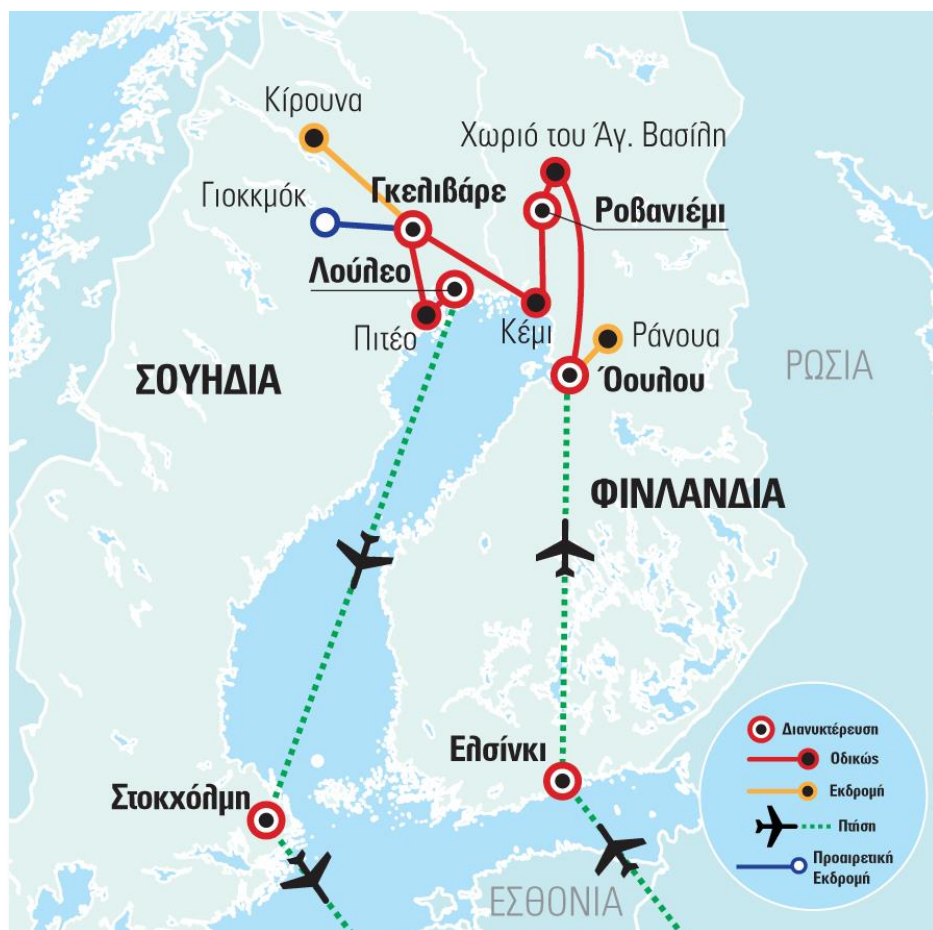 Κίρουνα
Χωριό του Άγ. Βασίλη
Γιοκκμόκ
Γκελιβάρε
Ροβανιέμι
Λούλεο
Πιτέο
Κέμι
Ράνουα
ΡΩΣΙΑ
ΣΟΥΗΔΙΑ
Όουλου
ΦΙΝΛΑΝΔΙΑ
Ελσίνκι
Στοκχόλμη
ΕΣΘΟΝΙΑ
Διανυκτέρευση
Οδικώς
Εκδρομή
Πτήση
Προαιρετική
Εκδρομή